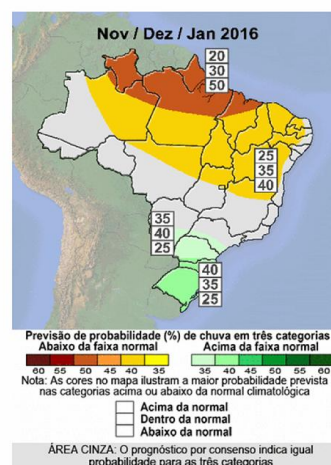 Nov / Dez / Jan 2016
20
30
50
25
35
40
35
40
25
40
35
25
Previsão de probabilidade (%) de chuva em três categorias
Abaixo da faixa normal Acima da faixa normal
60 55 50 45 40 35 35 40 45 50 55 60
Nota: As cores no mapa ilustram a maior probabilidade prevista
nas categorias acima ou abaixo da normal climatológica
Acima da normal
Dentro da normal
Abaixo da normal
ÁREA CINZA: O prognóstico por consenso indica igual
probabilidade para as três categorias